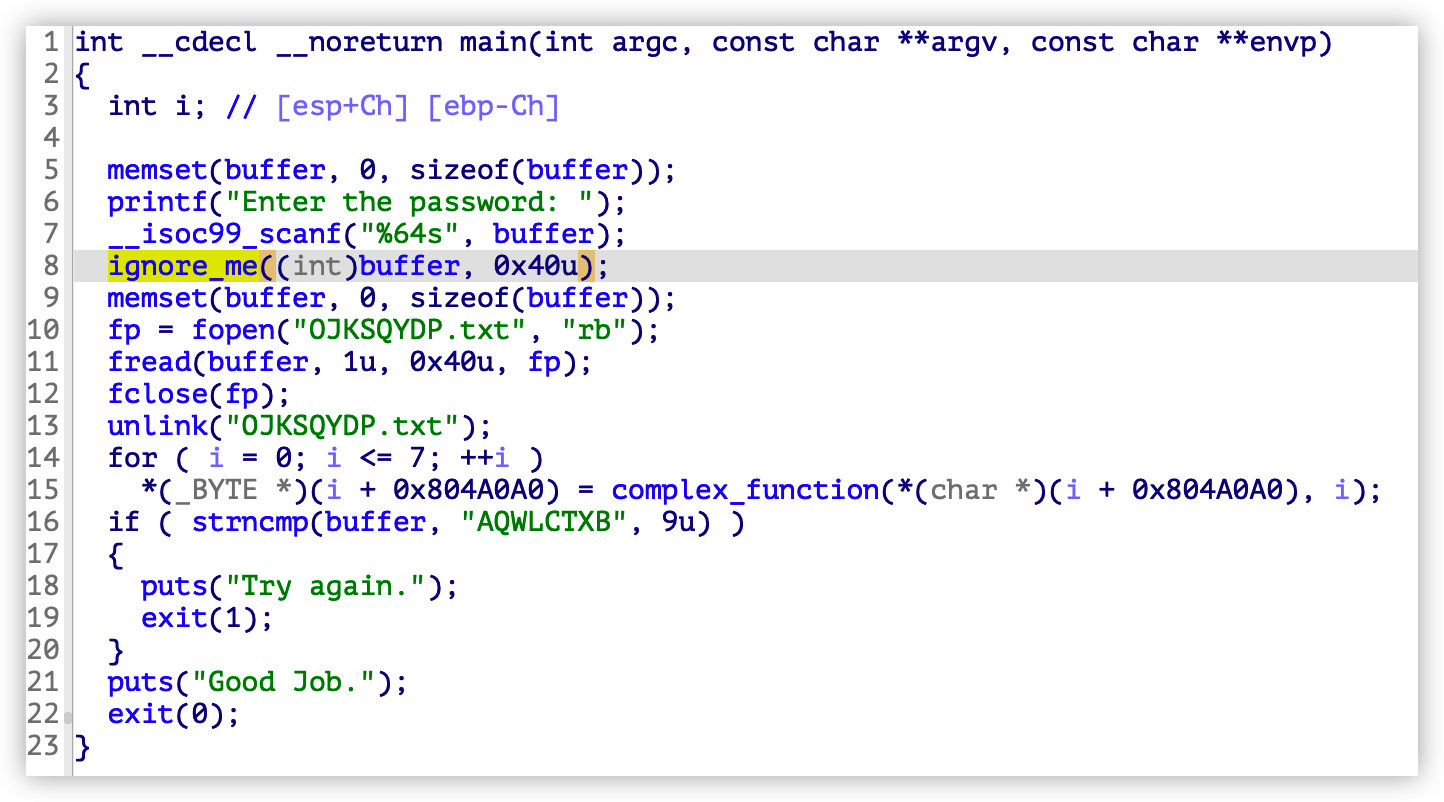 1 int __cdecl __noreturn main(int argc, const char **argv, const char **envp)
2 {
3   int i; // [esp+Ch] [ebp-Ch]
4
5   memset(buffer, 0, sizeof(buffer));
6   printf("Enter the password: ");
7   __isoc99_scanf("%64s", buffer);
8   ignore_me((int)buffer, 0x40u);
9   memset(buffer, 0, sizeof(buffer));
10   fp = fopen("OJKSQYDP.txt", "rb");
11   fread(buffer, 1u, 0x40u, fp);
12   fclose(fp);
13   unlink("OJKSQYDP.txt");
14   for ( i = 0; i <= 7; ++i )
15     *(_BYTE *)(i + 0x804A0A0) = complex_function(*(char *)(i + 0x804A0A0), i);
16   if ( strncmp(buffer, "AQWLCTXB", 9u) )
17   {
18     puts("Try again.");
19     exit(1);
20   }
21   puts("Good Job.");
22   exit(0);
23 }